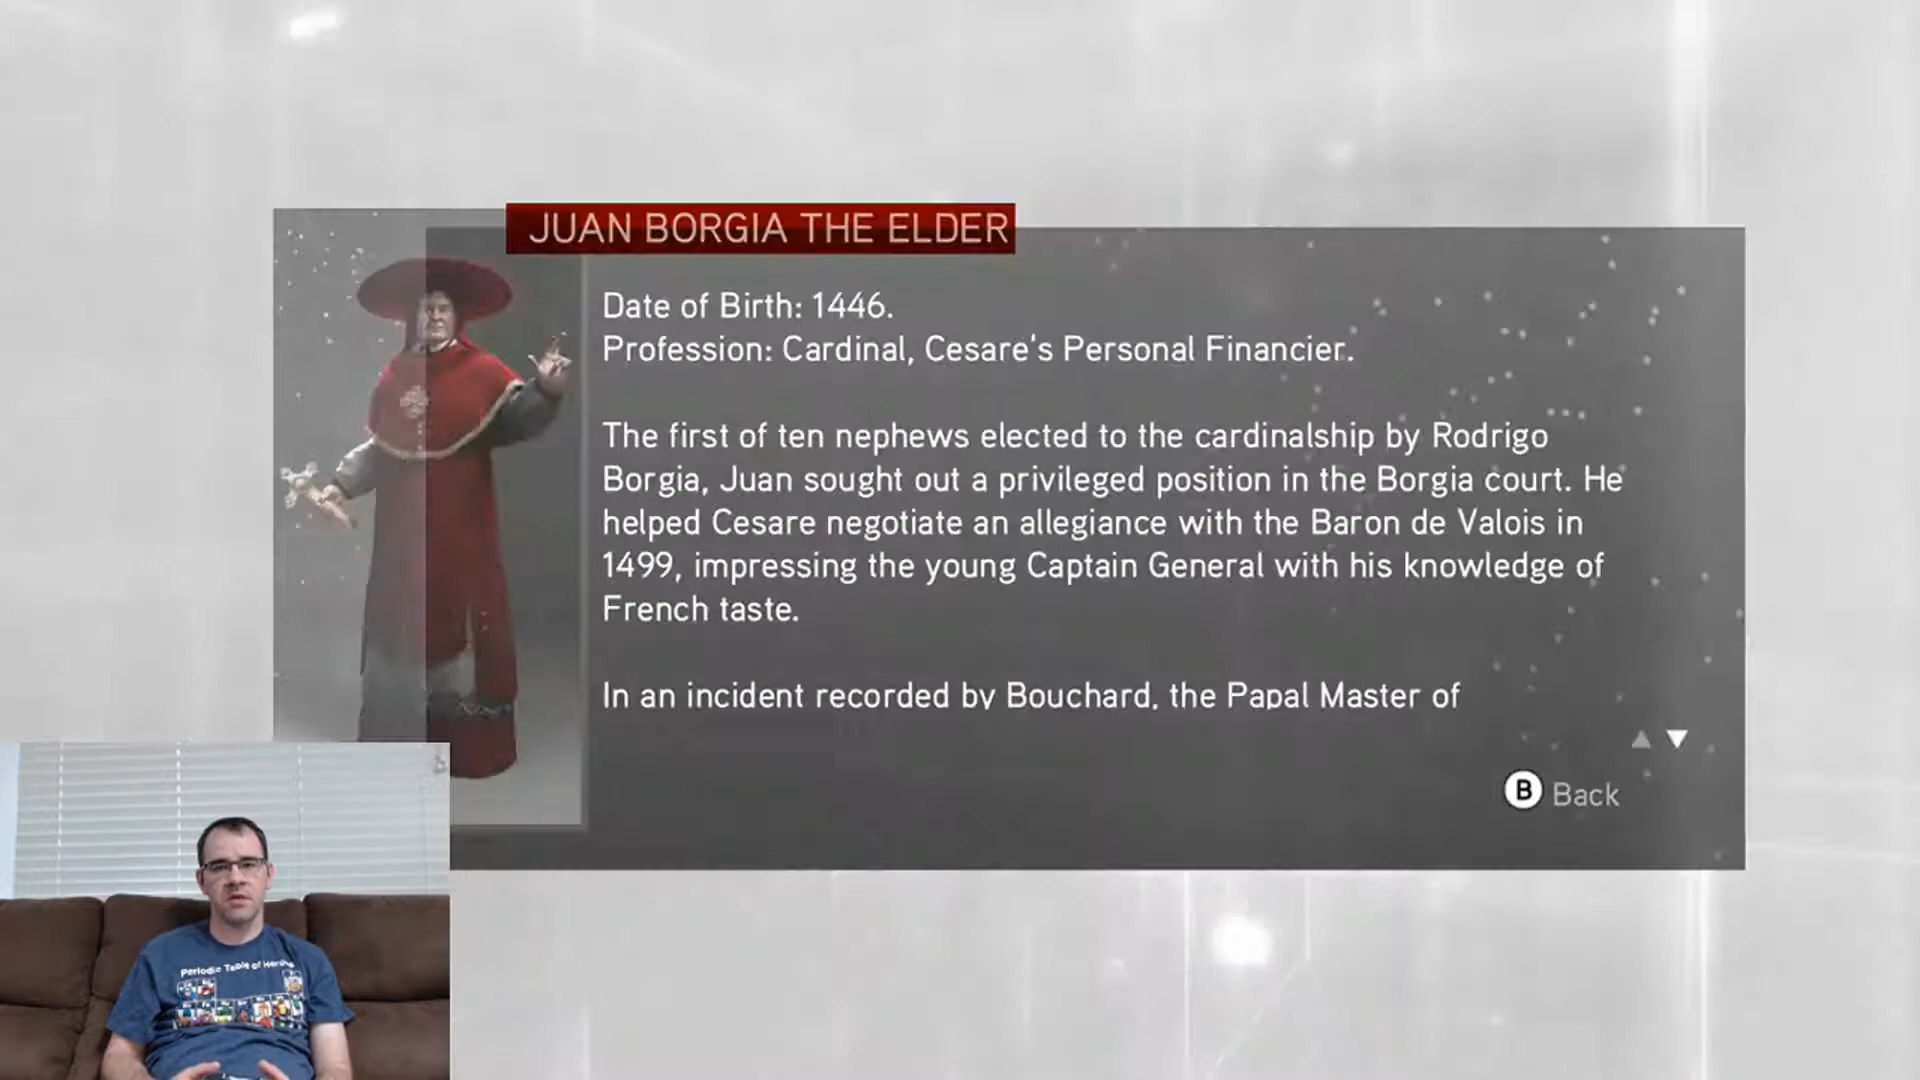 JUAN BORGIA THE ELDER
Date of Birth: 1446.
Profession: Cardinal, Cesare's Personal Financier.
The first of ten nephews elected to the cardinalship by Rodrigo
Borgia, Juan sought out a privileged position in the Borgia court. He
helped Cesare negotiate an allegiance with the Baron de Valois in
1499, impressing the young Captain General with his knowledge of
French taste.
In an incident recorded by Bouchard, the Papal Master of
B Back
Periodic Table of